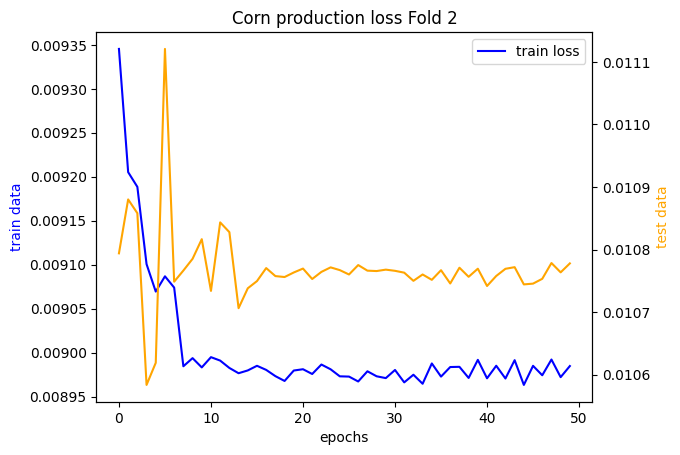 Corn production loss Fold 2
train loss
0.00935
0.00930
0.00925
0.00920
0.00915
0.00910
0.00905
0.00900
0.00895
train data
0.0111
0.0110
0.0109
0.0108
0.0107
0.0106
test data
0 10 20 30 40 50
epochs